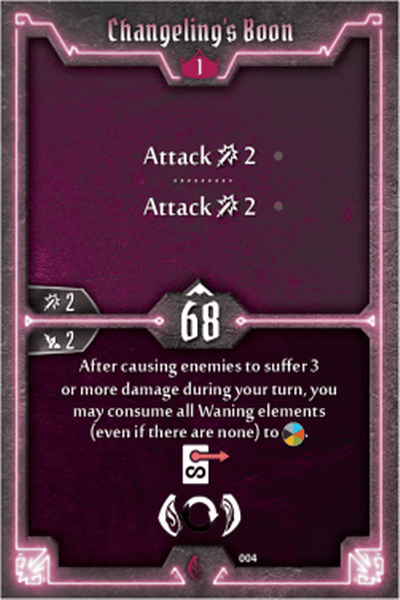 Changeling's Boon
1
Attack 2
Attack 2
2
68
2
After causing enemies to suffer 3
or more damage during your turn, you
may consume all Waning elements
(even if there are none) to .
S
004